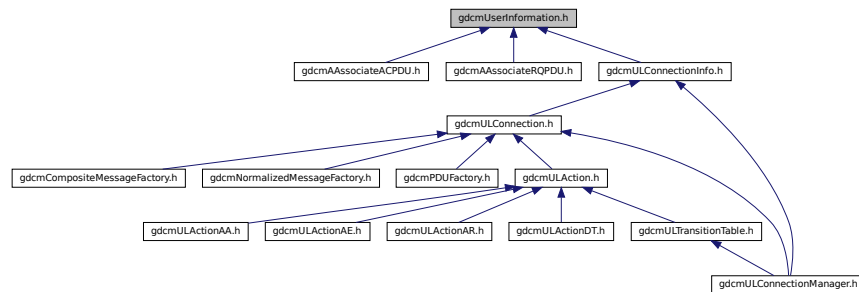 gdcmUserInformation.h
gdcmAAssociateACPDU.h
gdcmAAssociateRQPDU.h
gdcmULConnectionInfo.h
gdcmULConnection.h
gdcmCompositeMessageFactory.h
gdcmNormalizedMessageFactory.h
gdcmPDUFactory.h
gdcmULAction.h
gdcmULActionAA.h
gdcmULActionAE.h
gdcmULActionAR.h
gdcmULActionDT.h
gdcmULTransitionTable.h
gdcmULConnectionManager.h